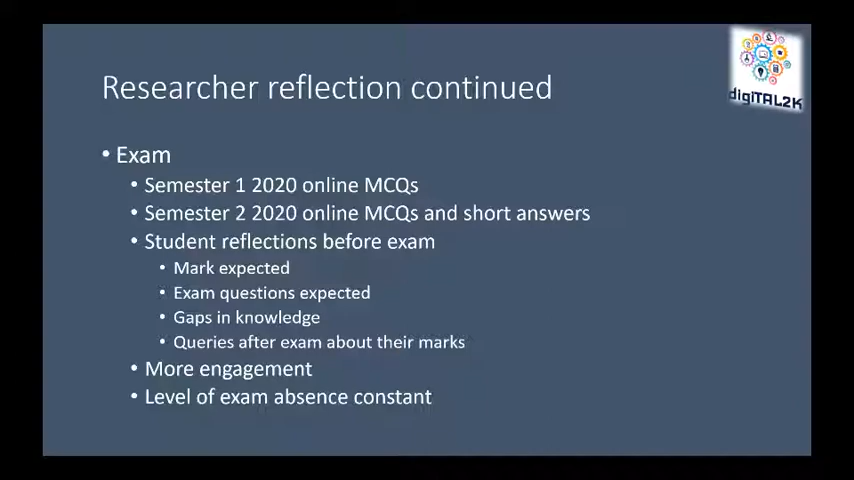 Researcher reflection continued
digiTAL2K
• Exam
• Semester 1 2020 online MCQs
• Semester 2 2020 online MCQs and short answers
• Student reflections before exam
• Mark expected
• Exam questions expected
• Gaps in knowledge
• Queries after exam about their marks
• More engagement
• Level of exam absence constant